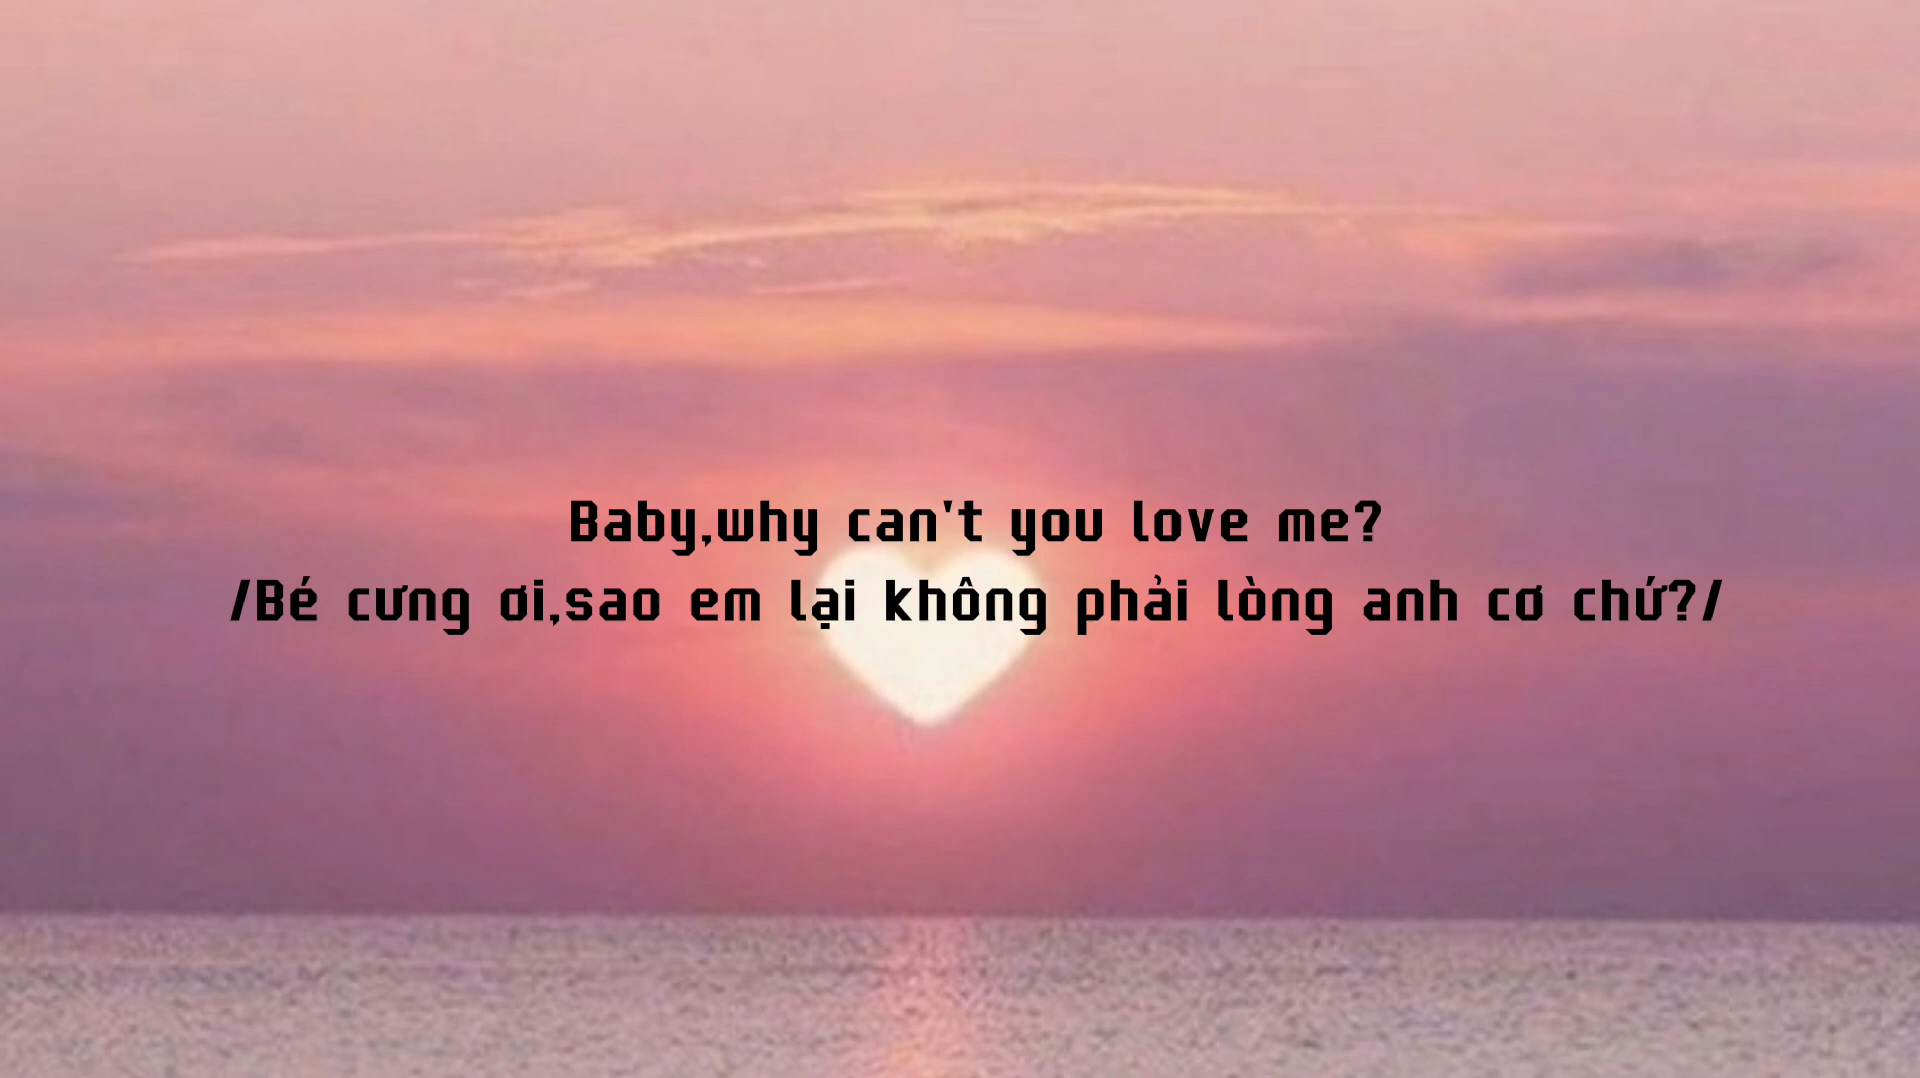 Baby,why can't you love me?
/Bé cưng ơi,sao em lại không phải lòng anh cơ chứ?/